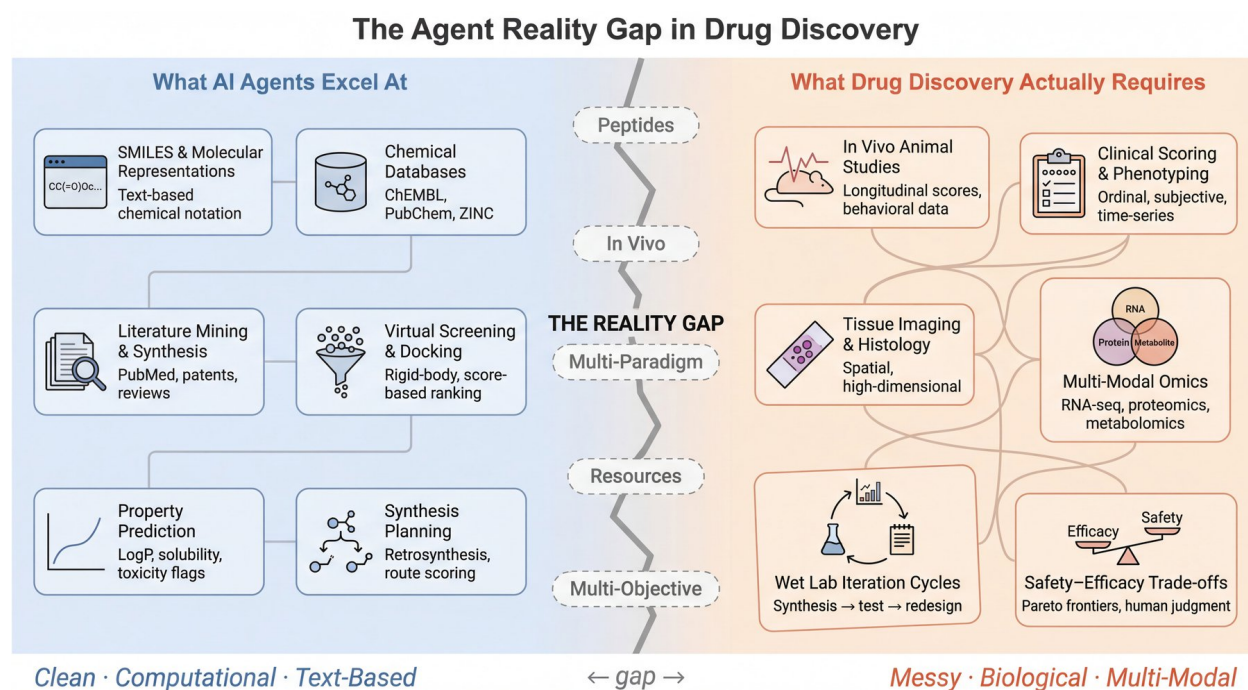 The Agent Reality Gap in Drug Discovery
What AI Agents Excel At
SMILES & Molecular
Representations
Text-based
chemical notation
CC(=O)Oc...
Chemical
Databases
ChEMBL,
PubChem, ZINC
Literature Mining
& Synthesis
PubMed, patents,
reviews
Virtual Screening
& Docking
Rigid-body, score-
based ranking
Property
Prediction
LogP, solubility,
toxicity flags
Synthesis
Planning
Retrosynthesis,
route scoring
Clean · Computational · Text-Based
Peptides
In Vivo
THE REALITY GAP
Multi-Paradigm
Resources
Multi-Objective
← gap →
What Drug Discovery Actually Requires
In Vivo Animal
Studies
Longitudinal scores,
behavioral data
Clinical Scoring
& Phenotyping
Ordinal, subjective,
time-series
Tissue Imaging
& Histology
Spatial,
high-dimensional
RNA
Protein
Metabolite
Multi-Modal Omics
RNA-seq, proteomics,
metabolomics
Wet Lab Iteration Cycles
Synthesis → test → redesign
Efficacy
Safety
Safety–Efficacy Trade-offs
Pareto frontiers, human judgment
Messy · Biological · Multi-Modal